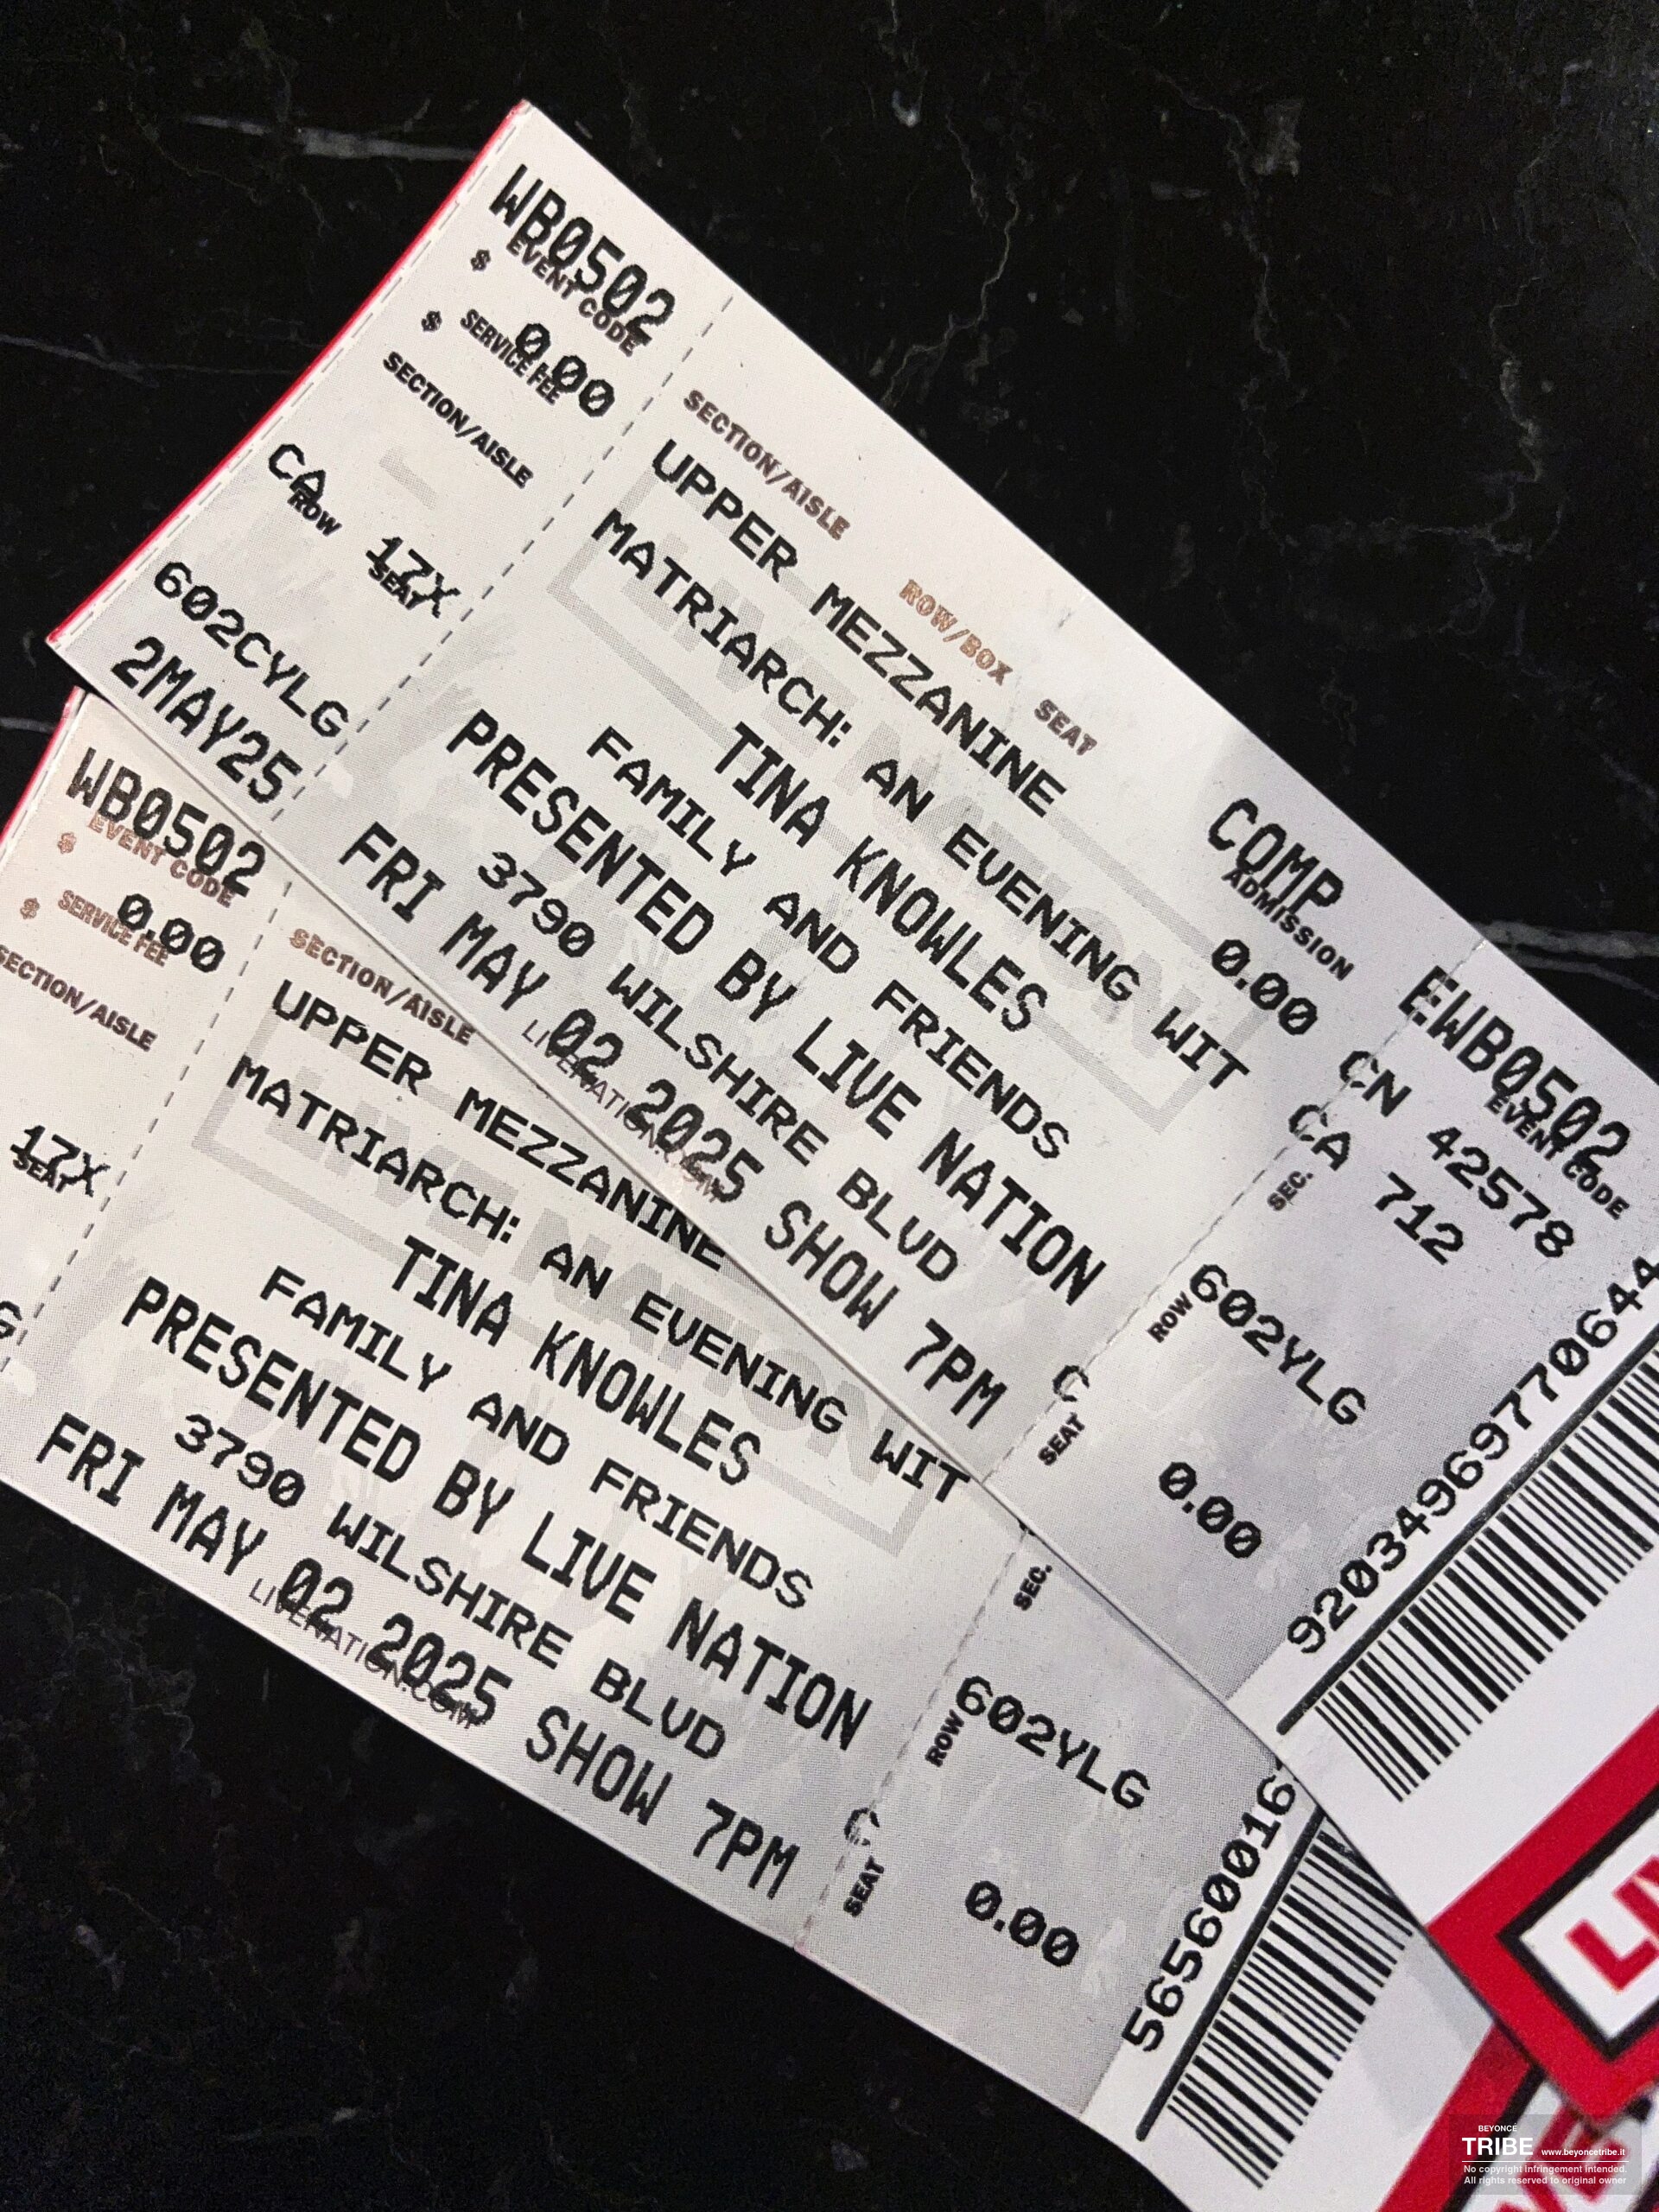 WB0502
EVENT CODE
$ 0.00
$ SERVICE FEE
SECTION/AISLE
CA 17X
ROW SEAT
602CYLG
2MAY25
SECTION/AISLE ROW/BOX SEAT
UPPER MEZZANINE COMP
ADMISSION
MATRIARCH: AN EVENING WIT 0.00
TINA KNOWLES
FAMILY AND FRIENDS
PRESENTED BY LIVE NATION
3790 WILSHIRE BLVD
FRI MAY 02 2025 SHOW 7PM
LIVENATION.COM
LIVE NATION
EWB0502
EVENT CODE
CN 42578
CA 712
SEC.
602YLG
ROW
C 0.00
SEAT
92034969770644
WB0502
EVENT CODE
$ 0.00
$ SERVICE FEE
SECTION/AISLE
17X
SEAT
G
SECTION/AISLE
UPPER MEZZANINE
MATRIARCH: AN EVENING WIT
TINA KNOWLES
FAMILY AND FRIENDS
PRESENTED BY LIVE NATION
3790 WILSHIRE BLVD
FRI MAY 02 2025 SHOW 7PM
LIVENATION.COM
LIVE NATION
SEC.
602YLG
ROW
C 0.00
SEAT
56560016
BEYONCE
TRIBE www.beyoncetribe.it
No copyright infringement intended.
All rights reserved to original owner